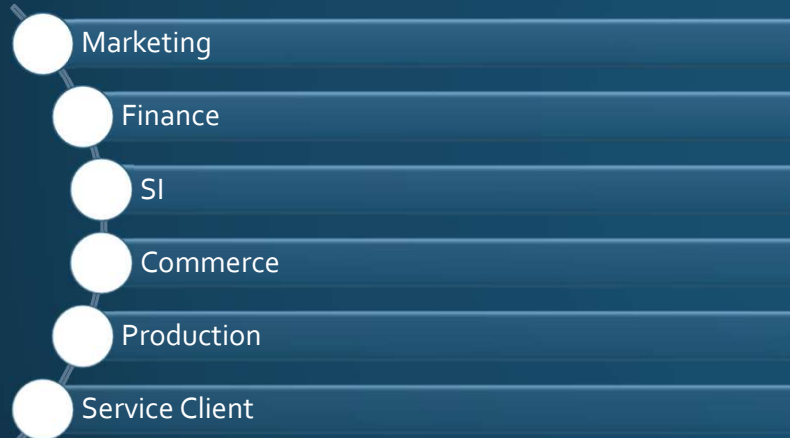 Marketing
Finance
SI
Commerce
Production
Service Client